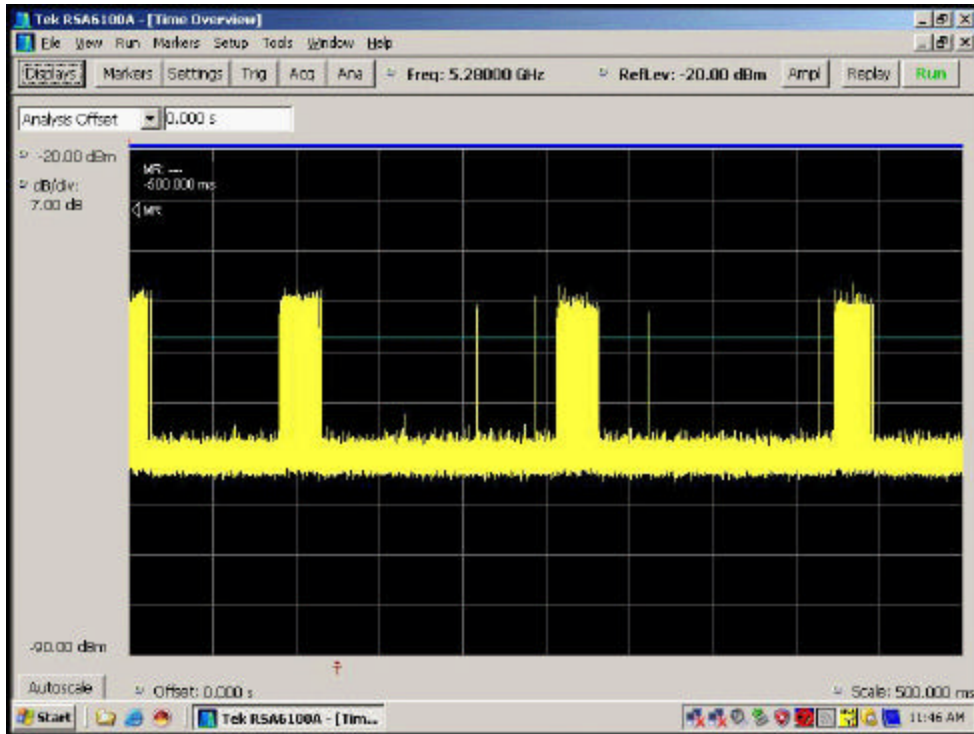 Tek RSA6100A - [Time Overview]
File View Run Markers Setup Tools Window Help
Displays Markers Settings Trig Acq Ana Freq: 5.28000 GHz RefLev: -20.00 dBm Ampl Replay Run
Analysis Offset 0.000 s
-20.00 dBm
dB/div:
7.00 dB
MR: ---
-500.000 ms
MR
-90.00 dBm
Autoscale Offset: 0.000 s Scale: 500.000 ms
Start Tek RSA6100A - [Tim... 11:46 AM